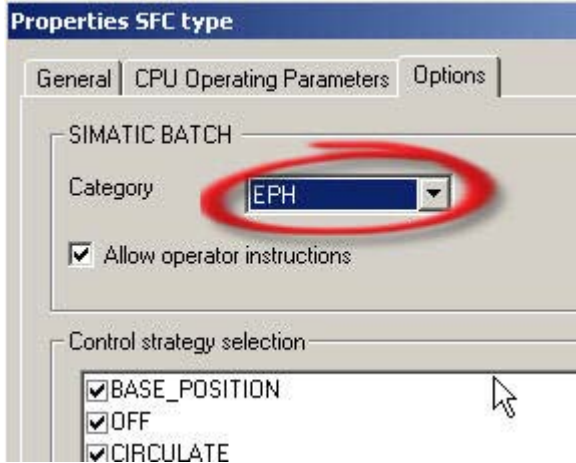 Properties SFC type
General CPU Operating Parameters Options
SIMATIC BATCH
Category EPH
Allow operator instructions
Control strategy selection
BASE_POSITION
OFF
CIRCULATE